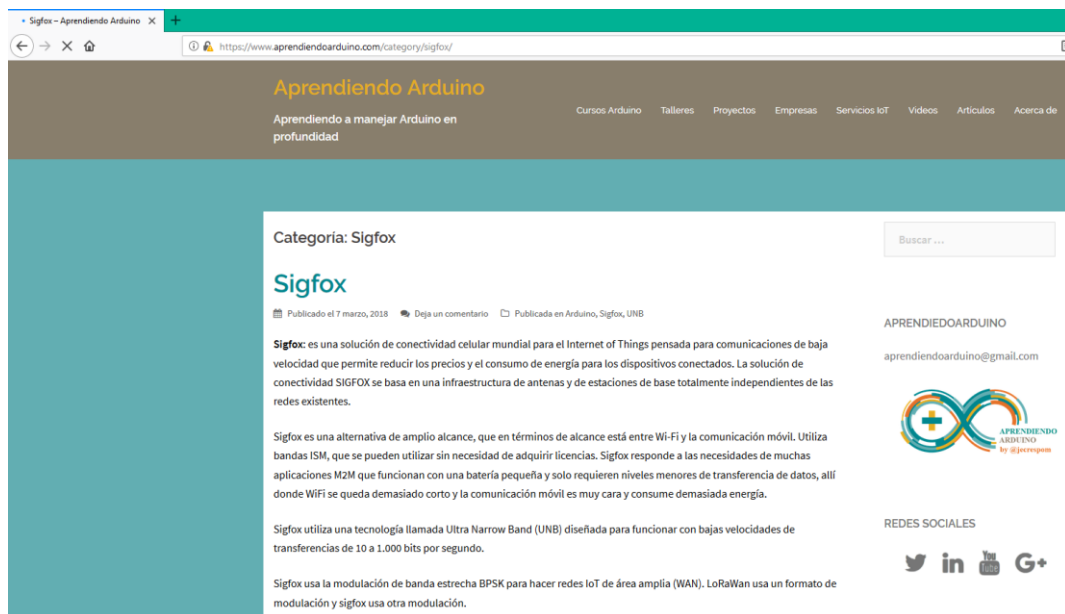 Sigfox – Aprendiendo Arduino
https://www.aprendiendoarduino.com/category/sigfox/
Aprendiendo Arduino
Aprendiendo a manejar Arduino en
profundidad
Cursos Arduino Talleres Proyectos Empresas Servicios IoT Videos Artículos Acerca de
Categoría: Sigfox
Buscar ...
Sigfox
Publicado el 7 marzo, 2018 Deja un comentario Publicada en Arduino, Sigfox, UNB
Sigfox: es una solución de conectividad celular mundial para el Internet of Things pensada para comunicaciones de baja
velocidad que permite reducir los precios y el consumo de energía para los dispositivos conectados. La solución de
conectividad SIGFOX se basa en una infraestructura de antenas y de estaciones de base totalmente independientes de las
redes existentes.
Sigfox es una alternativa de amplio alcance, que en términos de alcance está entre Wi-Fi y la comunicación móvil. Utiliza
bandas ISM, que se pueden utilizar sin necesidad de adquirir licencias. Sigfox responde a las necesidades de muchas
aplicaciones M2M que funcionan con una batería pequeña y solo requieren niveles menores de transferencia de datos, allí
donde WiFi se queda demasiado corto y la comunicación móvil es muy cara y consume demasiada energía.
Sigfox utiliza una tecnología llamada Ultra Narrow Band (UNB) diseñada para funcionar con bajas velocidades de
transferencias de 10 a 1.000 bits por segundo.
Sigfox usa la modulación de banda estrecha BPSK para hacer redes IoT de área amplia (WAN). LoRaWan usa un formato de
modulación y sigfox usa otra modulación.
APRENDIEDOARDUINO
aprendiendoarduino@gmail.com
APRENDIENDO
ARDUINO
by @jecrespom
REDES SOCIALES
in
You
Tube
G+